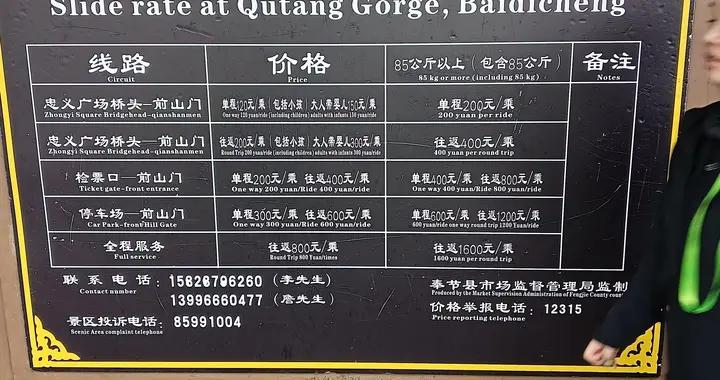 Slide rate at Qutang Gorge, Baidicheng
线路 价格 85公斤以上（包含85公斤） 备注
Circuit Price 85 kg or more (including 85 kg) Notes
忠义广场桥头—前山门 单程120元/乘（包括小孩）大人带婴儿150元/乘 单程200元/乘
Zhongyi Square Bridgehead-qianshanmen One way 120 yuan/ride (including children) adults with infants 150 yuan/ride 200 yuan per ride
忠义广场桥头—前山门 往返200元/乘（包括小孩）大人带婴儿300元/乘 往返400元/乘
Zhongyi Square Bridgehead-qianshanmen Round Trip 200 yuan/ride (including children) adults with infants 300 yuan/ride 400 yuan per round trip
检票口—前山门 单程200元/乘 往返400元/乘 单程400元/乘 往返800元/乘
Ticket gate-front entrance One way 200 yuan/Ride 400 yuan/ride One way 400 yuan/Ride 800 yuan/ride
停车场—前山门 单程300元/乘 往返600元/乘 单程600元/乘 往返1200元/乘
Car Park-front Hill Gate One way 300 yuan/Ride 600 yuan/ride 600 yuan/ride one way round trip 1200 yuan/ride
全程服务 往返800元/乘 往返1600元/乘
Full service Round Trip 800 Yuan/times 1600 yuan per round trip
联系电话：15826796260（李先生）
Contact number
13996660477（詹先生）
景区投诉电话：85991004
Scenic Area complaint telephone
奉节县市场监督管理局监制
Produced by the Market Supervision Administration of Fengjie County
价格举报电话：12315
Price reporting telephone